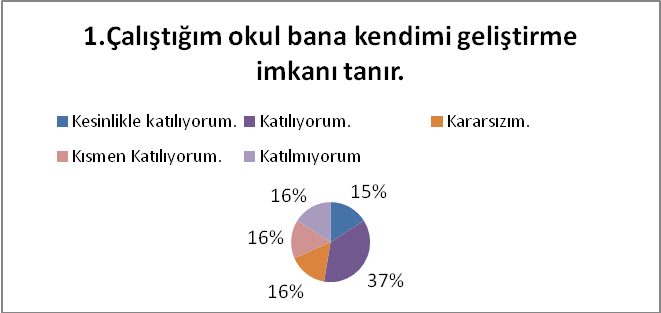 1.Çalıştığım okul bana kendimi geliştirme
imkanı tanır.
Kesinlikle katılıyorum. Katılıyorum. Kararsızım.
Kısmen Katılıyorum. Katılmıyorum
16% 15%
16%
37%
16%